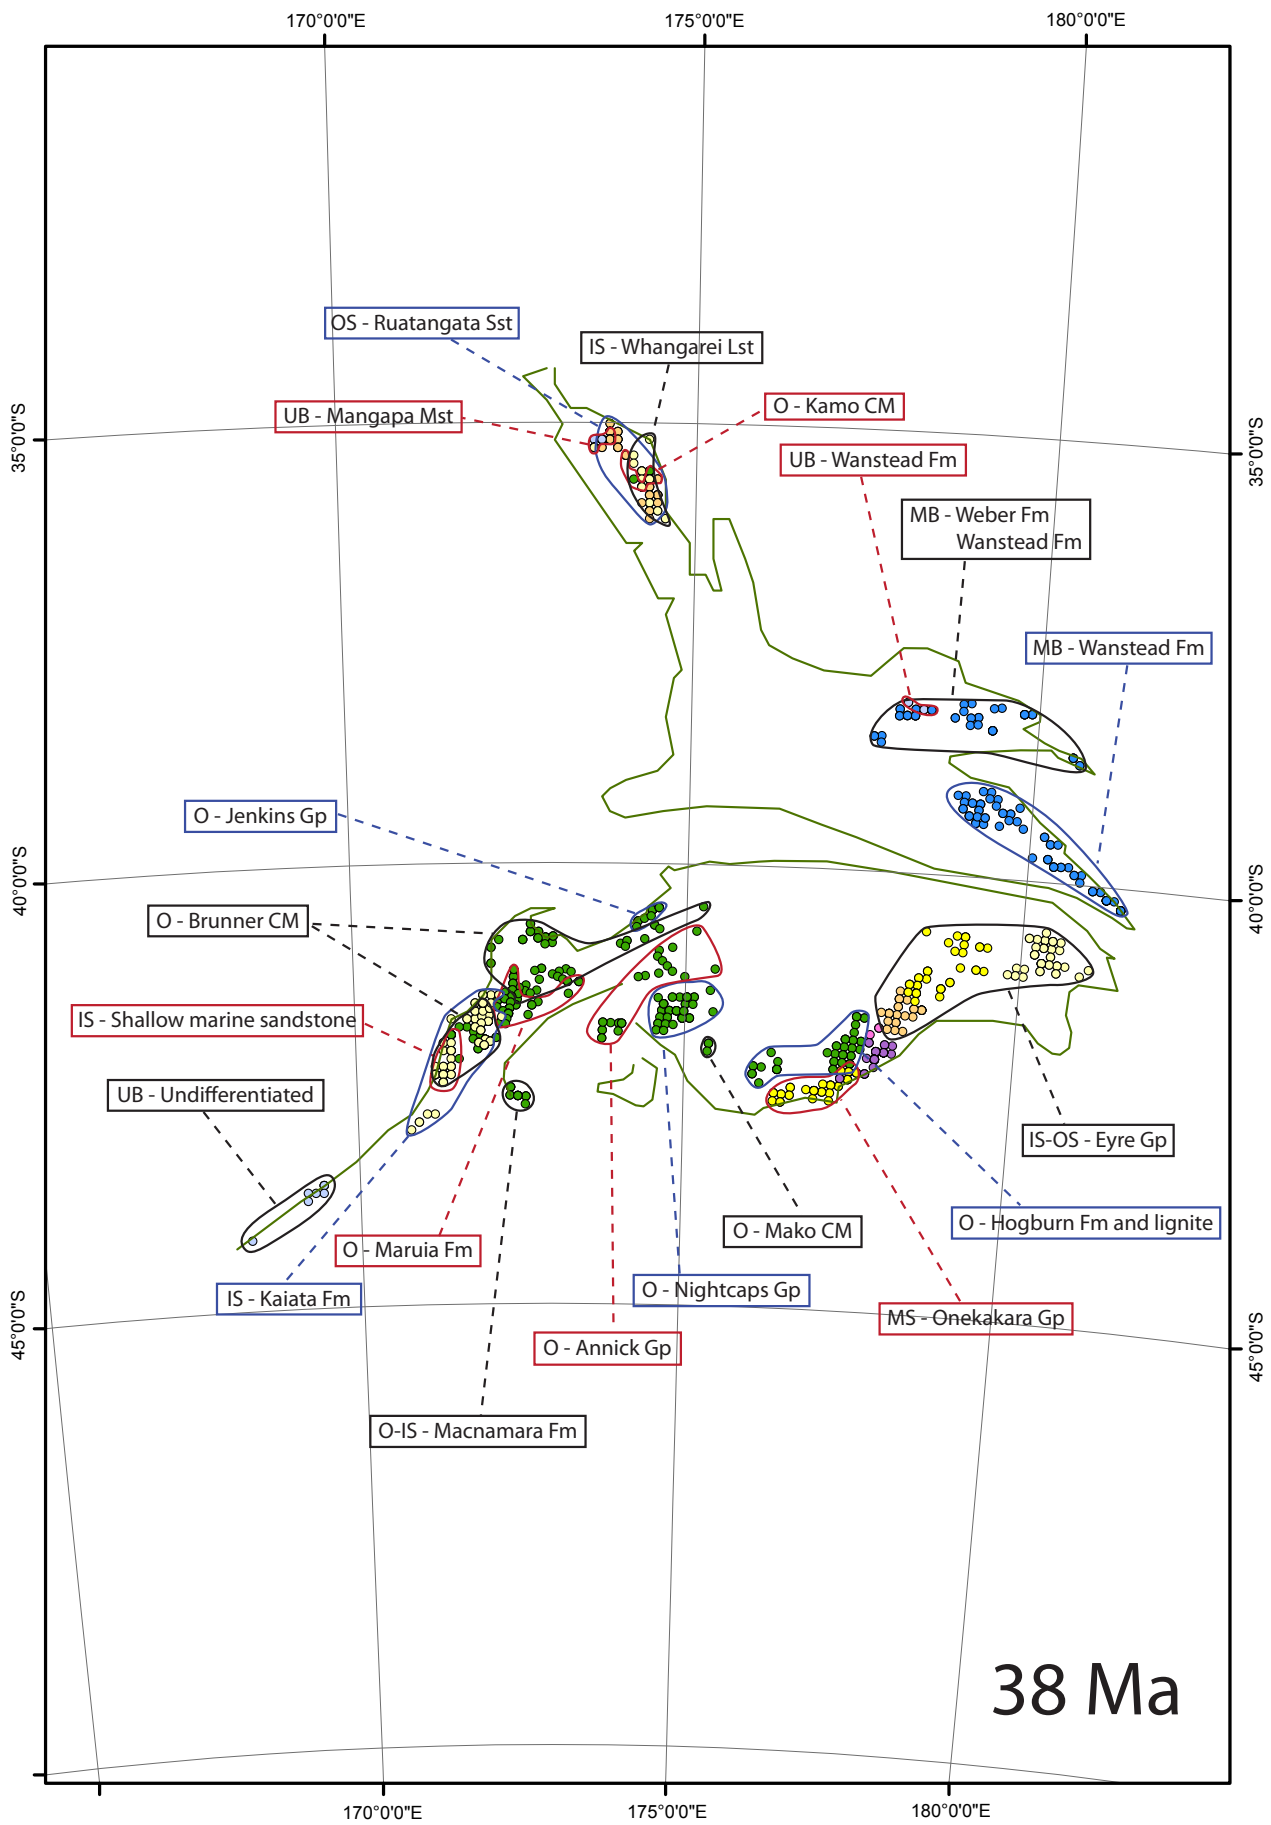 170°0'0"E
175°0'0"E
180°0'0"E
OS - Ruatangata Sst
IS - Whangarei Lst
UB - Mangapa Mst
O - Kamo CM
35°0'0"S
35°0'0"S
UB - Wanstead Fm
MB - Weber Fm
Wanstead Fm
MB - Wanstead Fm
O - Jenkins Gp
40°0'0"S
40°0'0"S
O - Brunner CM
IS - Shallow marine sandstone
UB - Undifferentiated
IS-OS - Eyre Gp
O - Mako CM
O - Hogburn Fm and lignite
O - Maruia Fm
IS - Kaiata Fm
O - Nightcaps Gp
MS - Onekakara Gp
45°0'0"S
45°0'0"S
O - Annick Gp
O-IS - Macnamara Fm
38 Ma
170°0'0"E
175°0'0"E
180°0'0"E